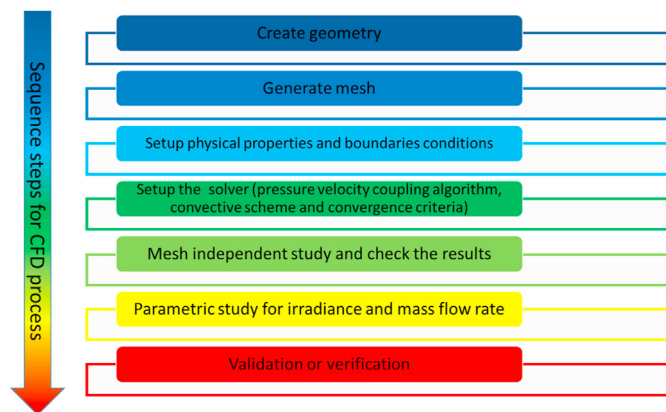 Sequence steps for CFD process
Create geometry
Generate mesh
Setup physical properties and boundaries conditions
Setup the solver (pressure velocity coupling algorithm,
convective scheme and convergence criteria)
Mesh independent study and check the results
Parametric study for irradiance and mass flow rate
Validation or verification